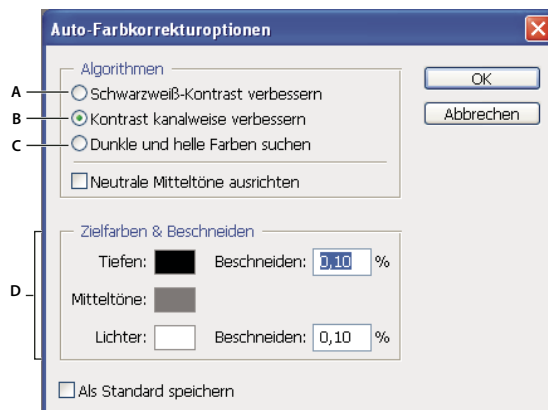 Auto-Farbkorrekturoptionen
Algorithmen
A
Schwarzweiß-Kontrast verbessern
B
Kontrast kanalweise verbessern
C
Dunkle und helle Farben suchen
Neutrale Mitteltöne ausrichten
OK
Abbrechen
D
Zielfarben & Beschneiden
Tiefen: Beschneiden: 0,10 %
Mitteltöne:
Lichter: Beschneiden: 0,10 %
Als Standard speichern